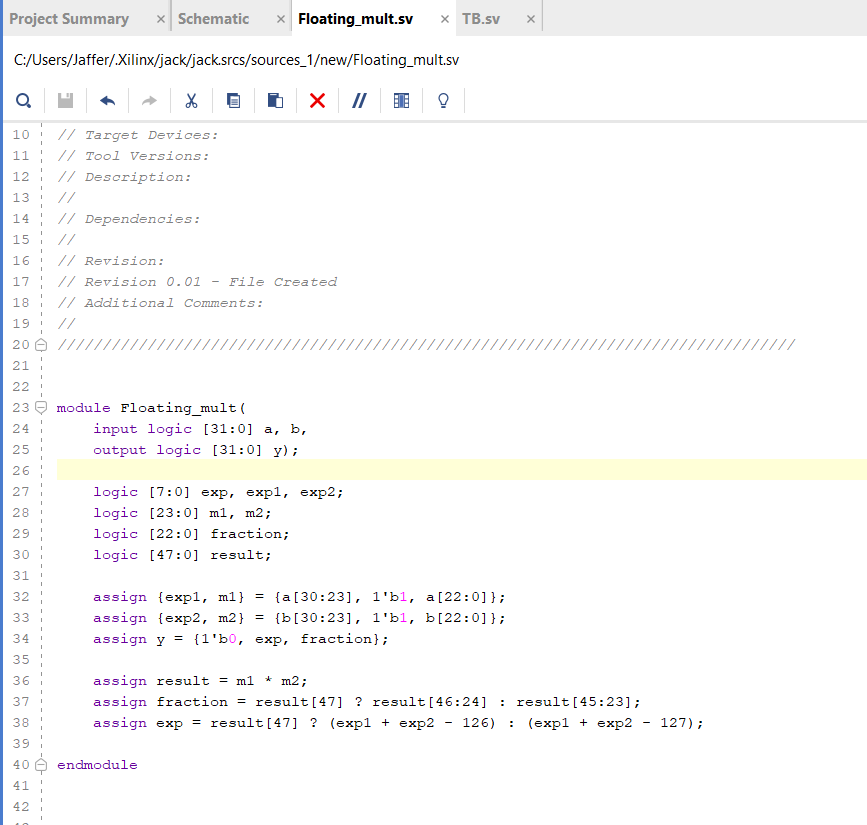 Project Summary × Schematic × Floating_mult.sv × TB.sv ×
C:/Users/Jaffer/.Xilinx/jack/jack.srcs/sources_1/new/Floating_mult.sv
10 // Target Devices:
11 // Tool Versions:
12 // Description:
13 //
14 // Dependencies:
15 //
16 // Revision:
17 // Revision 0.01 - File Created
18 // Additional Comments:
19 //
20 //////////////////////////////////////////////////////////////////////////////////
21
22
23 module Floating_mult(
24 input logic [31:0] a, b,
25 output logic [31:0] y);
26
27 logic [7:0] exp, exp1, exp2;
28 logic [23:0] m1, m2;
29 logic [22:0] fraction;
30 logic [47:0] result;
31
32 assign {exp1, m1} = {a[30:23], 1'b1, a[22:0]};
33 assign {exp2, m2} = {b[30:23], 1'b1, b[22:0]};
34 assign y = {1'b0, exp, fraction};
35
36 assign result = m1 * m2;
37 assign fraction = result[47] ? result[46:24] : result[45:23];
38 assign exp = result[47] ? (exp1 + exp2 - 126) : (exp1 + exp2 - 127);
39
40 endmodule
41
42